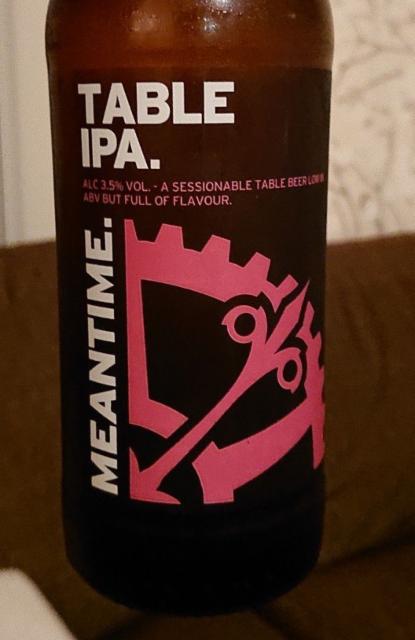 TABLE
IPA.
ALC 3.5% VOL. - A SESSIONABLE TABLE BEER LOW IN
ABV BUT FULL OF FLAVOUR.
MEANTIME.